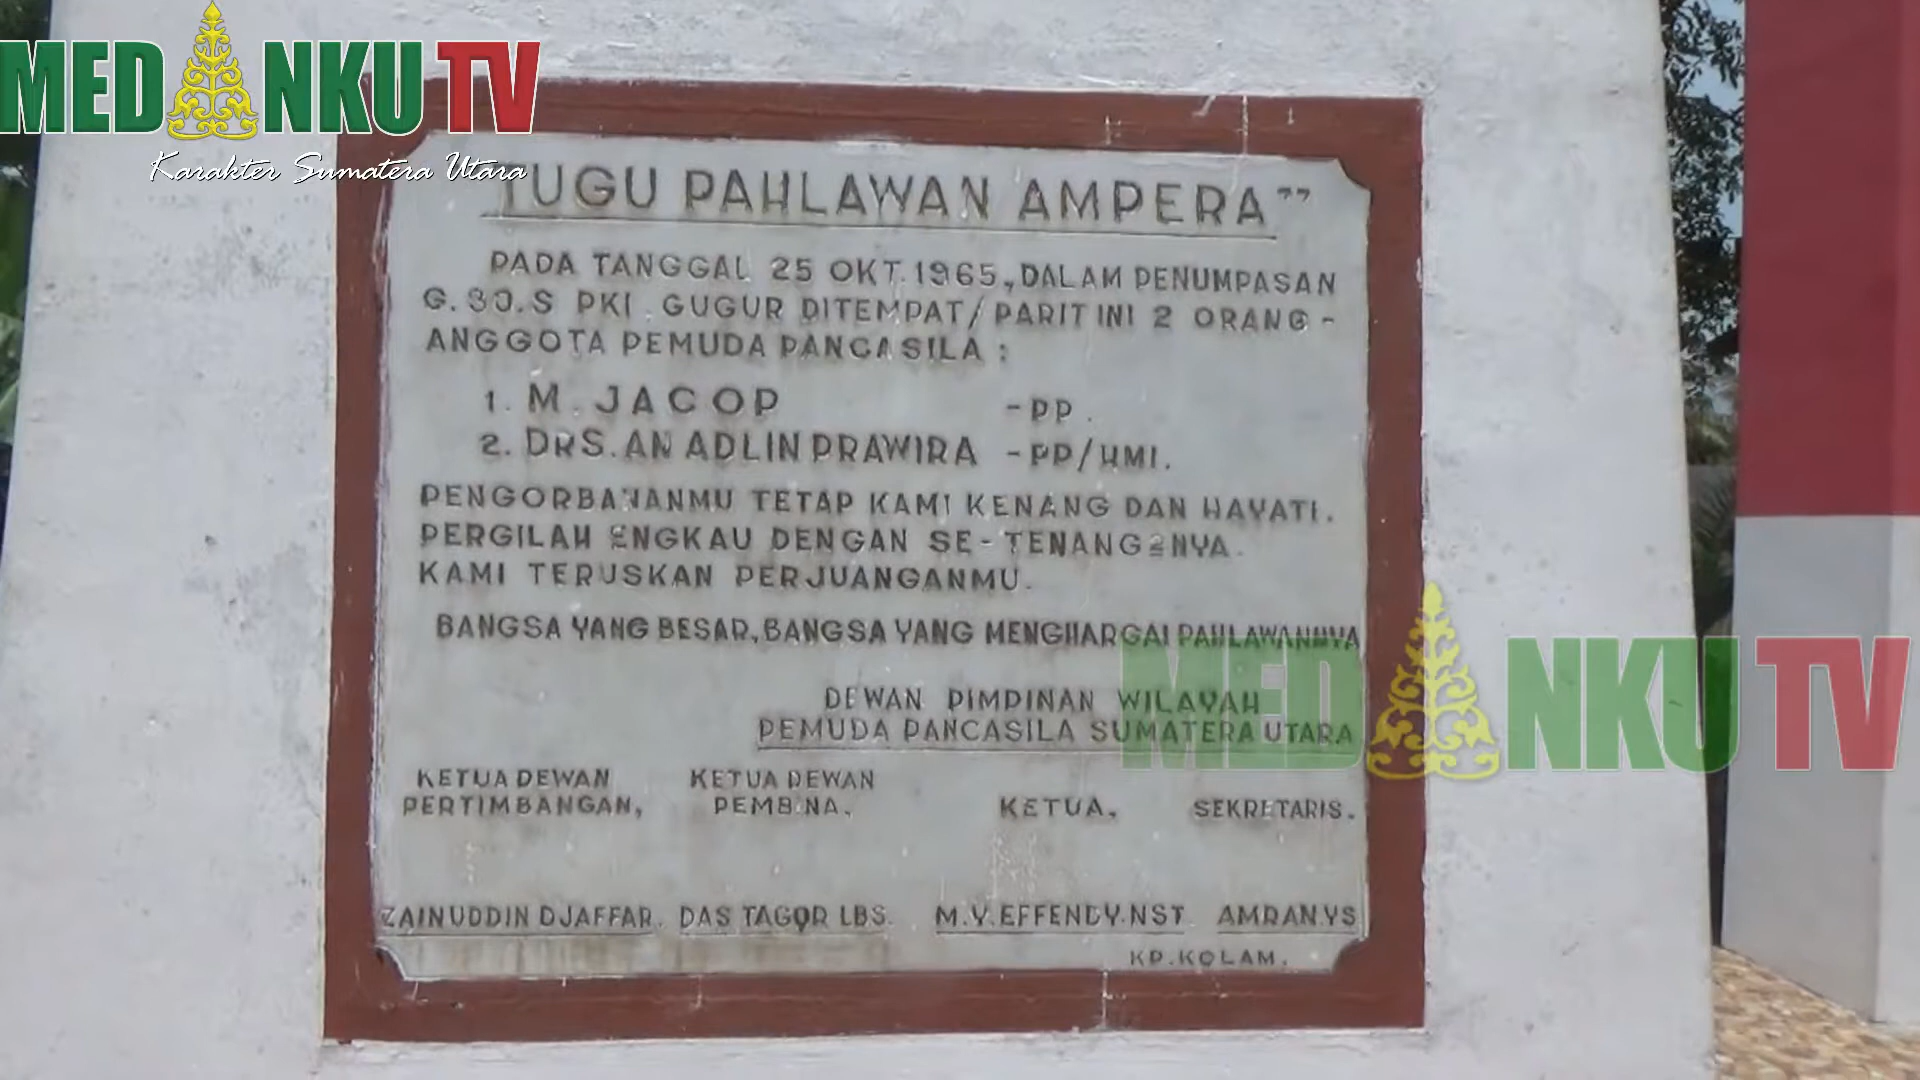 MEDANKU TV
Karakter Sumatera Utara
TUGU PAHLAWAN AMPERA”
PADA TANGGAL 25 OKT.1965, DALAM PENUMPASAN
G.30.S PKI. GUGUR DITEMPAT/PARIT INI 2 ORANG-
ANGGOTA PEMUDA PANCASILA :
1. M. JACOP -PP.
2. DRS. AN ADLIN PRAWIRA -PP/HMI.
PENGORBANANMU TETAP KAMI KENANG DAN HAYATI.
PERGILAH ENGKAU DENGAN SE-TENANG2NYA.
KAMI TERUSKAN PERJUANGANMU.
BANGSA YANG BESAR, BANGSA YANG MENGHARGAI PAHLAWANNYA
DEWAN PIMPINAN WILAYAH
PEMUDA PANCASILA SUMATERA UTARA
MEDANKU TV
KETUA DEWAN PERTIMBANGAN,
KETUA DEWAN PEMBINA,
KETUA,
SEKRETARIS.
ZAINUDDIN DJAFFAR. DAS TAGOR LBS. M.Y.EFFENDY.NST. AMRAN.YS
KP.KOLAM.